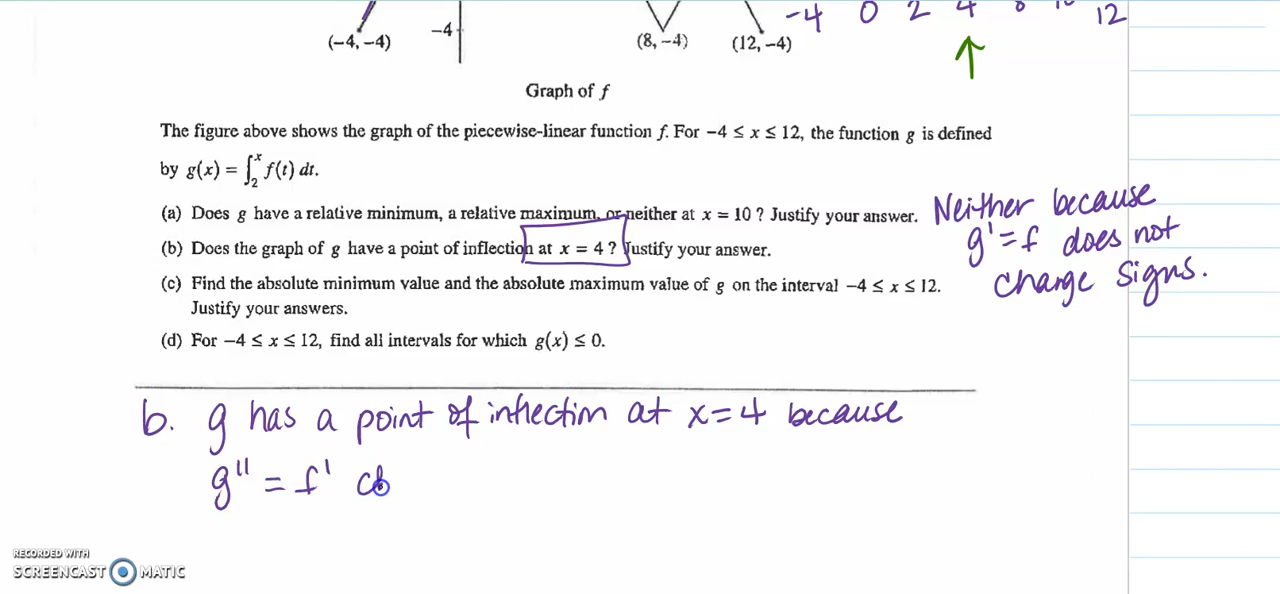 -4 0 2 4 8 10 12
-4
(-4, -4)
(8, -4)
(12, -4)
Graph of f
The figure above shows the graph of the piecewise-linear function f. For −4 ≤ x ≤ 12, the function g is defined
by g(x) = ∫₂ˣ f(t) dt.
(a) Does g have a relative minimum, a relative maximum, or neither at x = 10 ? Justify your answer.
Neither because
g' = f does not
change signs.
(b) Does the graph of g have a point of inflection at x = 4 ? Justify your answer.
(c) Find the absolute minimum value and the absolute maximum value of g on the interval −4 ≤ x ≤ 12.
Justify your answers.
(d) For −4 ≤ x ≤ 12, find all intervals for which g(x) ≤ 0.
b. g has a point of inflection at x=4 because
g" = f' ch
RECORDED WITH
SCREENCAST MATIC